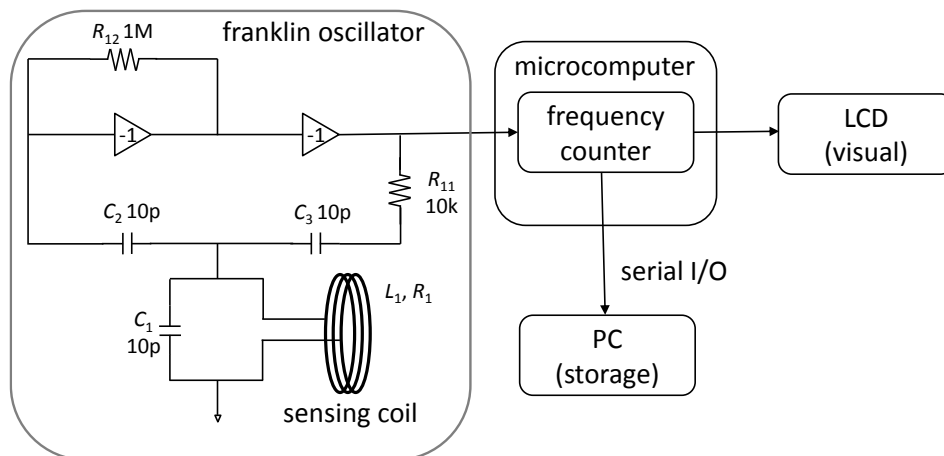 franklin oscillator
R12 1M
-1
-1
R11
10k
C2 10p
C3 10p
C1
10p
L1, R1
sensing coil
microcomputer
frequency
counter
LCD
(visual)
serial I/O
PC
(storage)